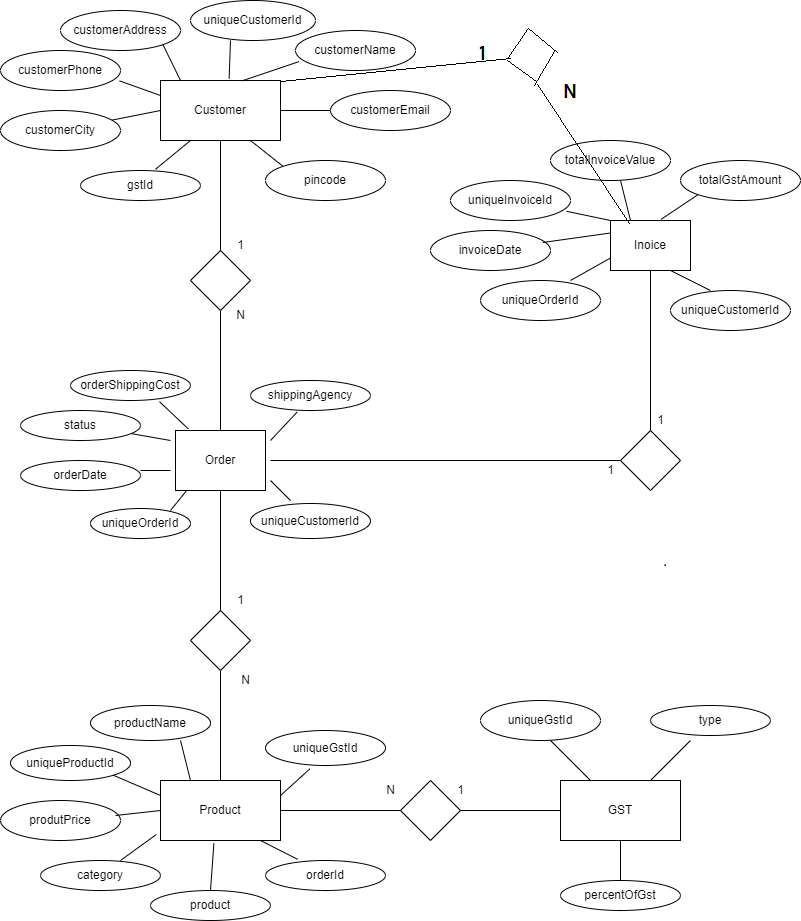 uniqueCustomerId
customerAddress
customerName
1
customerPhone
N
Customer
customerEmail
customerCity
totalInvoiceValue
gstId
pincode
totalGstAmount
uniqueInvoiceId
1
Inoice
invoiceDate
uniqueOrderId
uniqueCustomerId
N
orderShippingCost
shippingAgency
status
1
Order
1
orderDate
uniqueOrderId
uniqueCustomerId
.
1
N
productName
uniqueGstId
type
uniqueGstId
uniqueProductId
N
1
produtPrice
Product
GST
category
orderId
percentOfGst
product